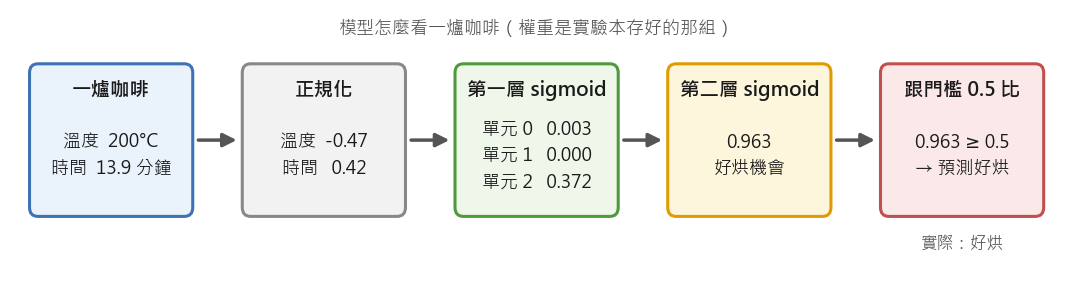 模型怎麼看一爐咖啡（權重是實驗本存好的那組）
一爐咖啡
溫度 200°C
時間 13.9 分鐘
正規化
溫度 -0.47
時間 0.42
第一層 sigmoid
單元 0 0.003
單元 1 0.000
單元 2 0.372
第二層 sigmoid
0.963
好烘機會
跟門檻 0.5 比
0.963 ≥ 0.5
→ 預測好烘
實際：好烘